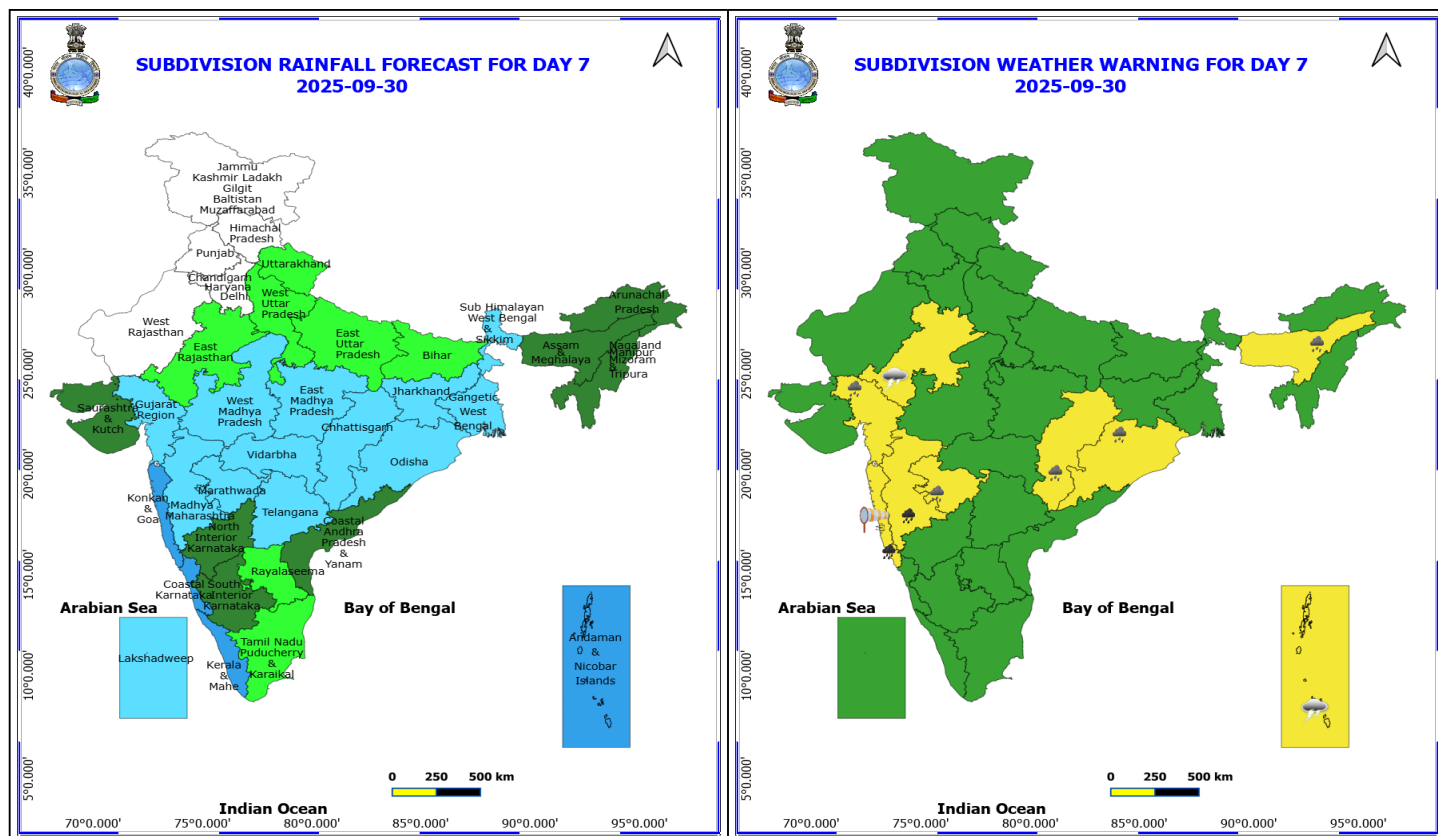 SUBDIVISION RAINFALL FORECAST FOR DAY 7
2025-09-30
40°0.000'
35°0.000'
30°0.000'
25°0.000'
20°0.000'
15°0.000'
10°0.000'
5°0.000'
Jammu
Kashmir Ladakh
Gilgit
Baltistan
Muzaffarabad
Himachal
Pradesh
Punjab
Uttarakhand
Chandigarh
Haryana
Delhi
West
Uttar
Pradesh
West
Rajasthan
East
Rajasthan
East
Uttar
Pradesh
Bihar
Sub Himalayan
West Bengal
&
Sikkim
Arunachal
Pradesh
Assam
&
Meghalaya
Nagaland
Manipur
Mizoram
&
Tripura
Saurashtra
&
Kutch
Gujarat
Region
West
Madhya
Pradesh
East
Madhya
Pradesh
Jharkhand
Gangetic
West
Bengal
Chhattisgarh
Vidarbha
Odisha
Konkan
&
Goa
Madhya
Maharashtra
Marathwada
Telangana
North
Interior
Karnataka
Coastal
Andhra
Pradesh
&
Yanam
Rayalaseema
Coastal
Karnataka
South
Interior
Karnataka
Arabian Sea
Bay of Bengal
Lakshadweep
Kerala
&
Mahe
Tamil Nadu
Puducherry
&
Karaikal
Andaman
&
Nicobar
Islands
0 250 500 km
Indian Ocean
70°0.000' 75°0.000' 80°0.000' 85°0.000' 90°0.000' 95°0.000'
SUBDIVISION WEATHER WARNING FOR DAY 7
2025-09-30
40°0.000'
35°0.000'
30°0.000'
25°0.000'
20°0.000'
15°0.000'
10°0.000'
5°0.000'
Arabian Sea
Bay of Bengal
0 250 500 km
Indian Ocean
70°0.000' 75°0.000' 80°0.000' 85°0.000' 90°0.000' 95°0.000'